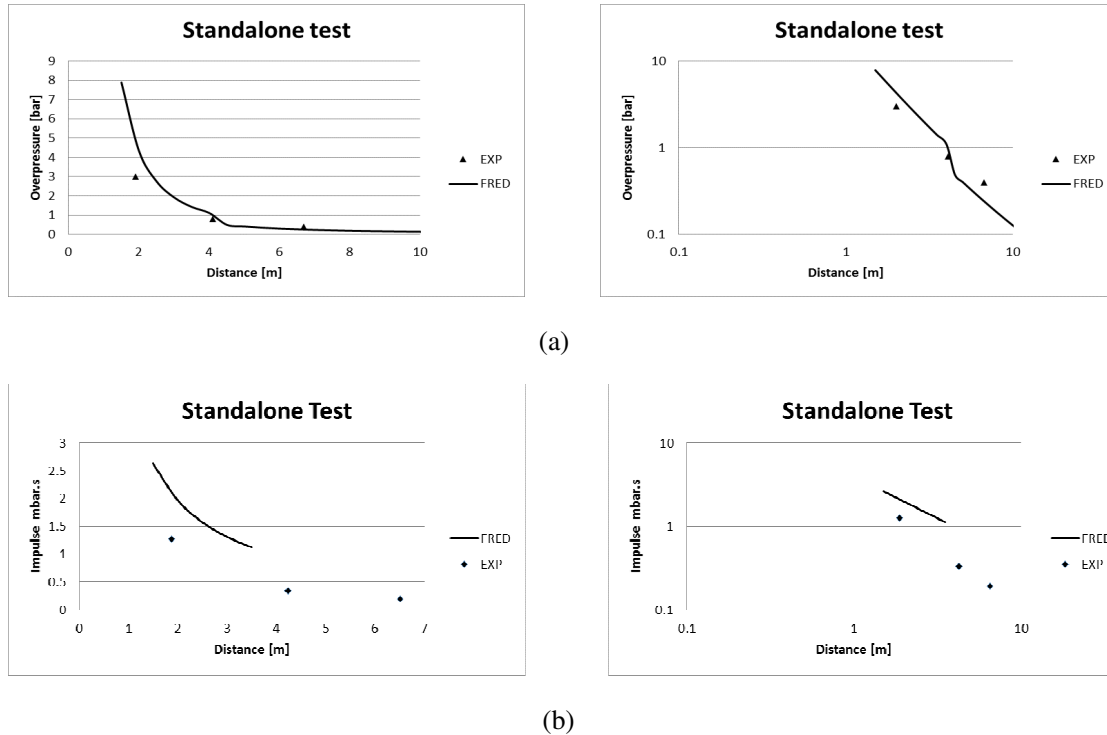 Standalone test
9
8
7
6
5
4
3
2
1
0
Overpressure [bar]
0 2 4 6 8 10
Distance [m]
EXP
FRED
Standalone test
10
1
0.1
Overpressure [bar]
0.1 1 10
Distance [m]
EXP
FRED
(a)
Standalone Test
3
2.5
2
1.5
1
0.5
0
Impulse mbar.s
0 1 2 3 4 5 6 7
Distance [m]
FRED
EXP
Standalone Test
10
1
0.1
Impulse mbar.s
0.1 1 10
Distance [m]
FRED
EXP
(b)